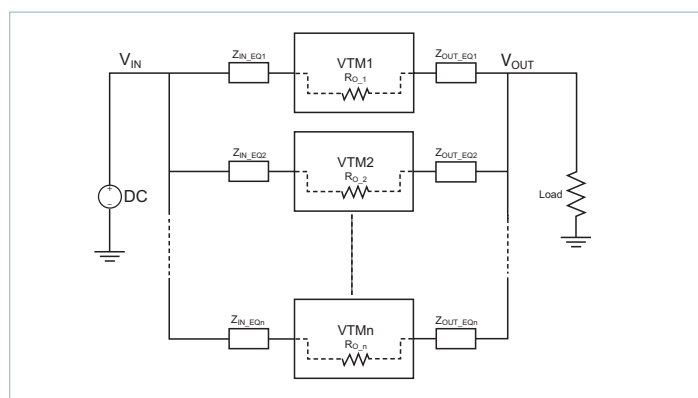 V_IN
Z_IN_EQ1
VTM1
R_O_1
Z_OUT_EQ1
V_OUT
Z_IN_EQ2
VTM2
R_O_2
Z_OUT_EQ2
+
–
DC
Load
Z_IN_EQn
VTMn
R_O_n
Z_OUT_EQn